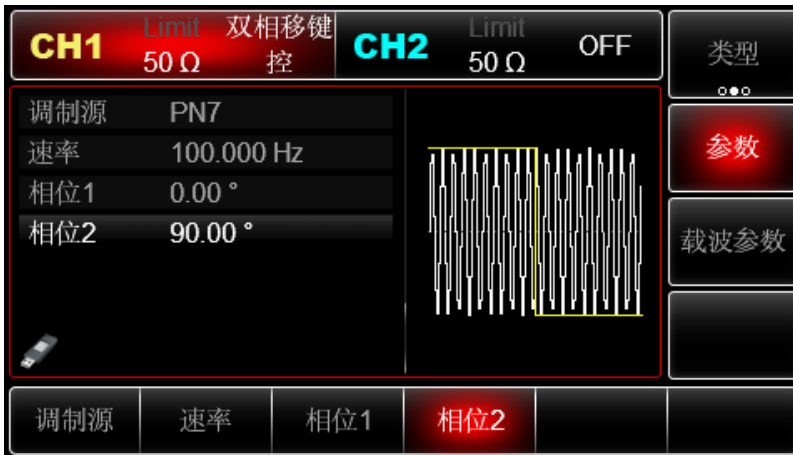 CH1 Limit 50 Ω 双相移键
控
CH2 Limit 50 Ω OFF
类型
调制源 PN7
速率 100.000 Hz
相位1 0.00 °
相位2 90.00 °
参数
载波参数
调制源 速率 相位1 相位2